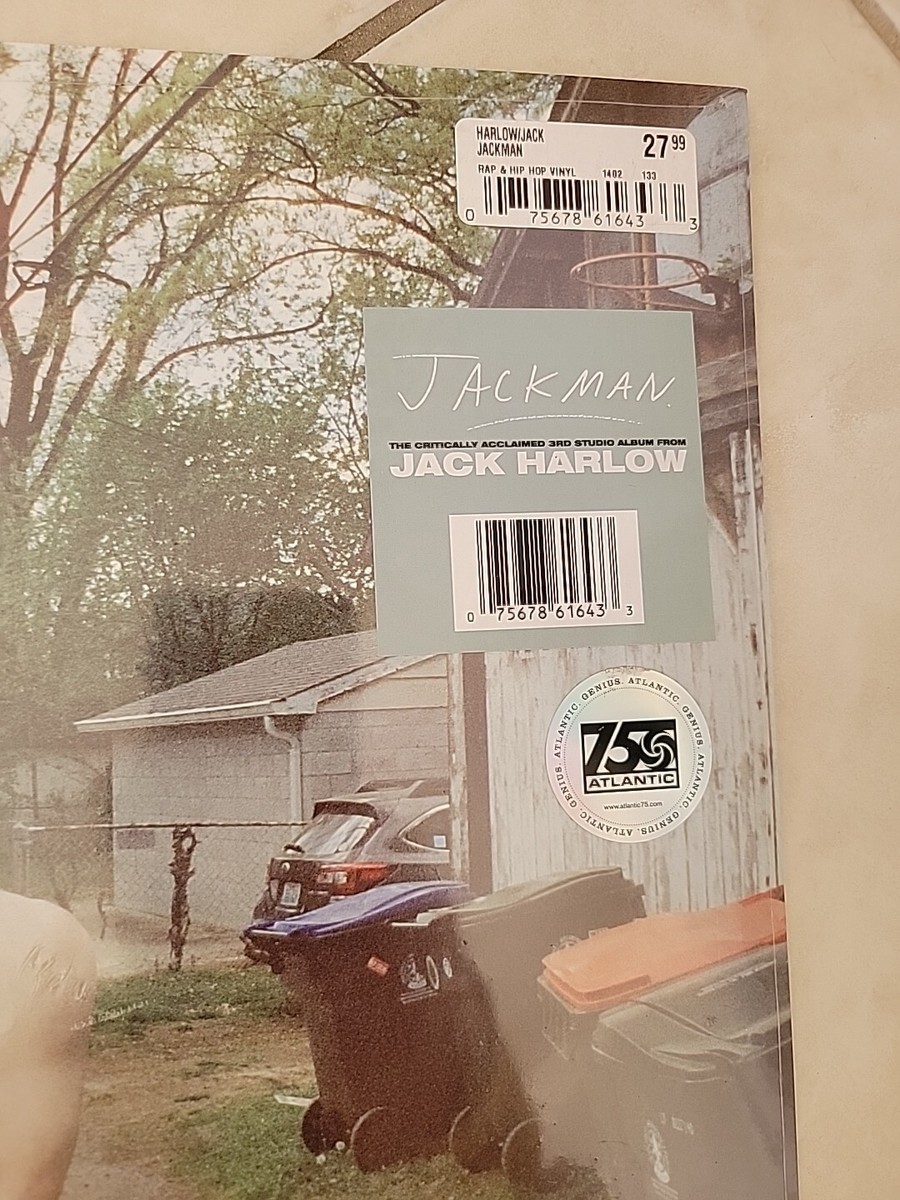 HARLOW/JACK
JACKMAN
27 99
RAP & HIP HOP VINYL 1402 133
0 75678 61643 3
JACKMAN.
THE CRITICALLY ACCLAIMED 3RD STUDIO ALBUM FROM
JACK HARLOW
0 75678 61643 3
GENIUS. ATLANTIC. GENIUS. ATLANTIC. GENIUS. ATLANTIC. GENIUS. ATLANTIC.
75
ATLANTIC
www.atlantic75.com